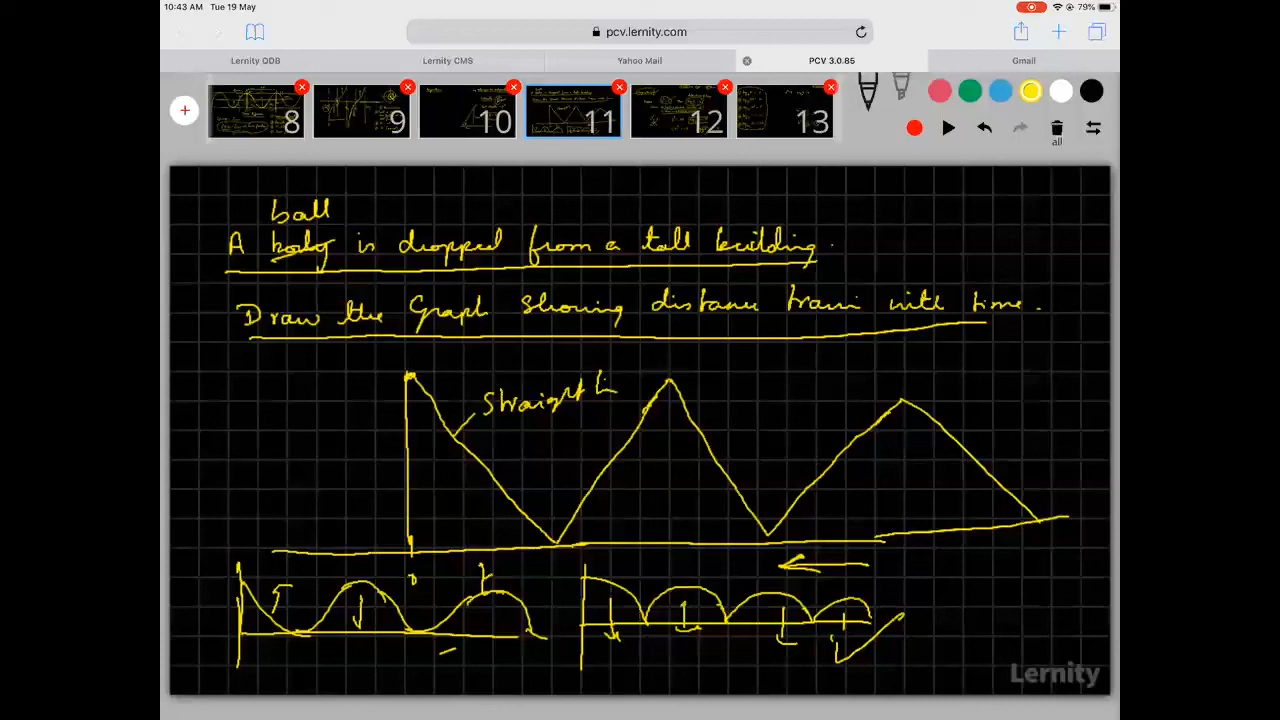 10:43 AM Tue 19 May
79%
pcv.lernity.com
Lernity QDB Lernity CMS Yahoo Mail PCV 3.0.85 Gmail
8 9 10 11 12 13
all
ball
A body is dropped from a tall building.
Draw the Graph showing distance with time.
Straight
Lernity